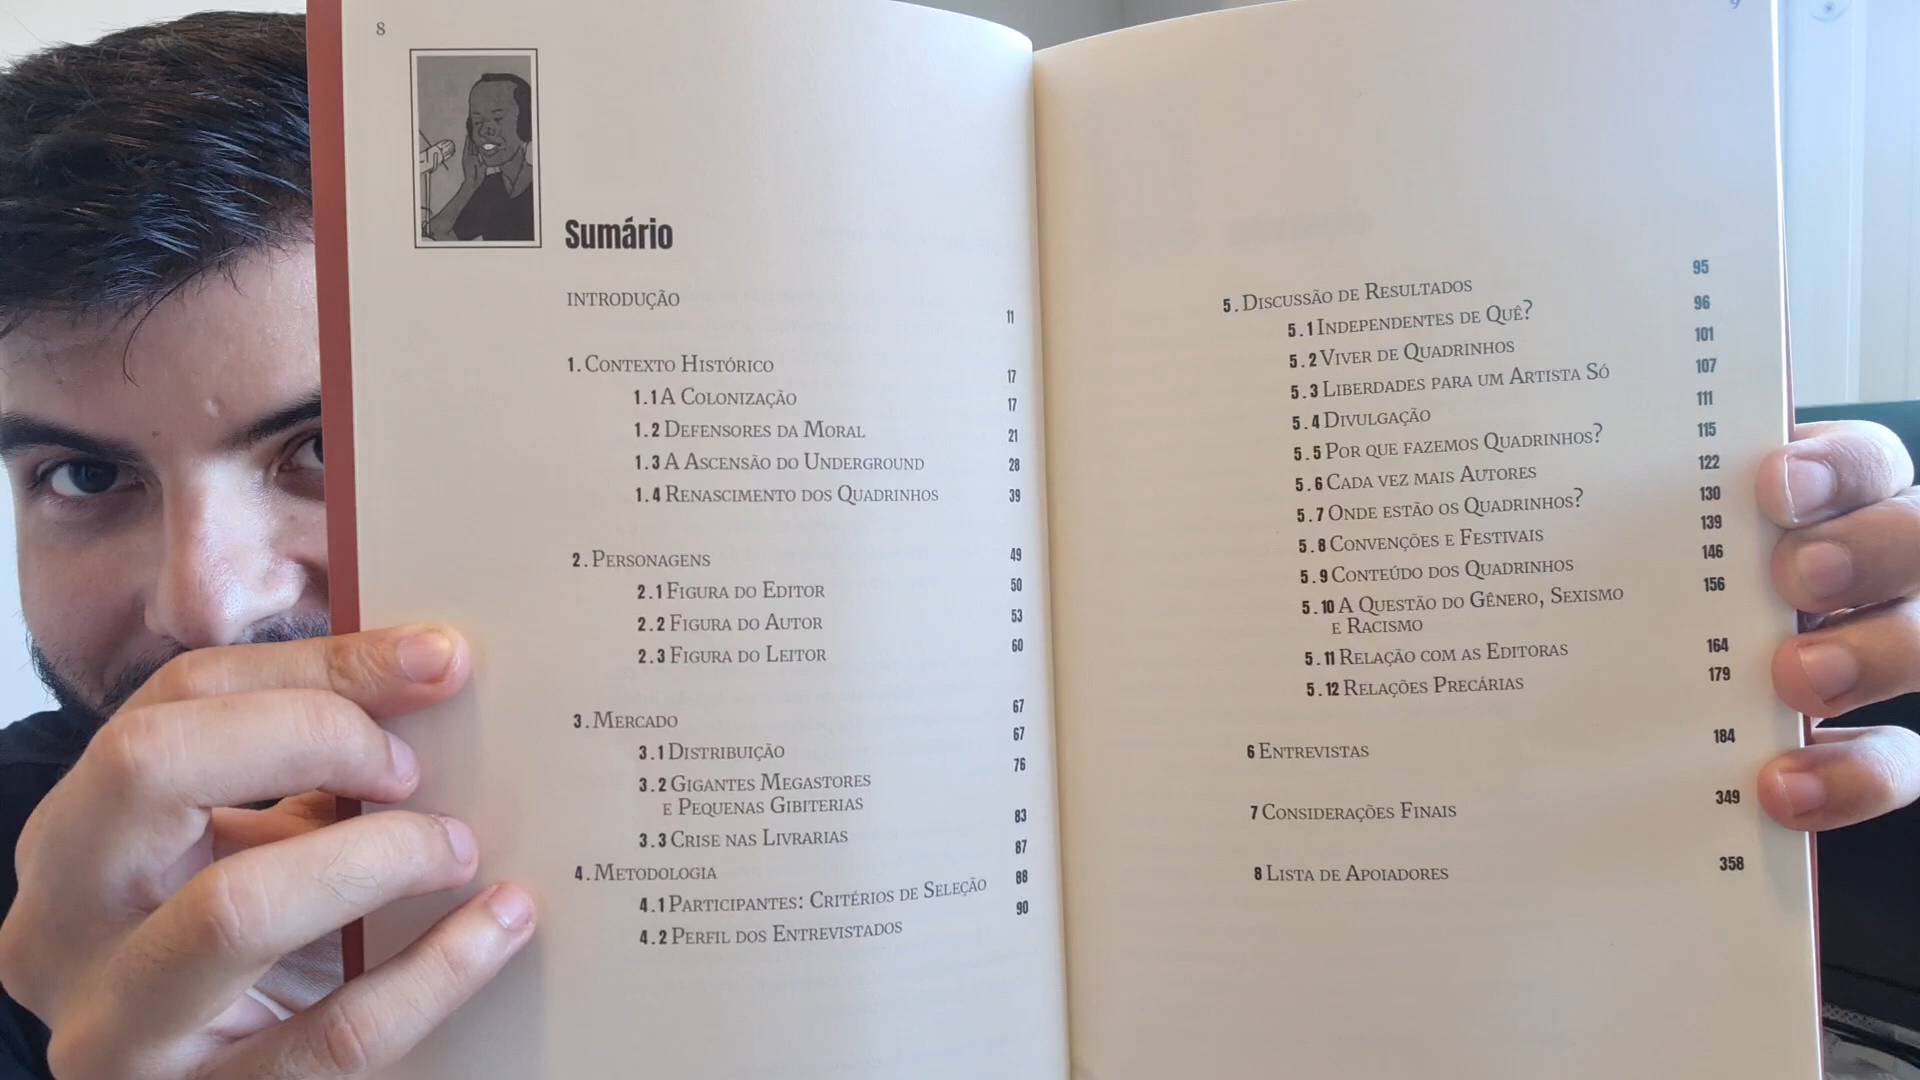 8
Sumário
INTRODUÇÃO 11
1. CONTEXTO HISTÓRICO 17
1.1 A COLONIZAÇÃO 17
1.2 DEFENSORES DA MORAL 21
1.3 A ASCENSÃO DO UNDERGROUND 28
1.4 RENASCIMENTO DOS QUADRINHOS 39
2. PERSONAGENS 49
2.1 FIGURA DO EDITOR 50
2.2 FIGURA DO AUTOR 53
2.3 FIGURA DO LEITOR 60
3. MERCADO 67
3.1 DISTRIBUIÇÃO 67
3.2 GIGANTES MEGASTORES 76
E PEQUENAS GIBITERIAS
3.3 CRISE NAS LIVRARIAS 83
4. METODOLOGIA 87
4.1 PARTICIPANTES: CRITÉRIOS DE SELEÇÃO 88
4.2 PERFIL DOS ENTREVISTADOS 90
9
5. DISCUSSÃO DE RESULTADOS 95
5.1 INDEPENDENTES DE QUÊ? 96
5.2 VIVER DE QUADRINHOS 101
5.3 LIBERDADES PARA UM ARTISTA SÓ 107
5.4 DIVULGAÇÃO 111
5.5 POR QUE FAZEMOS QUADRINHOS? 115
5.6 CADA VEZ MAIS AUTORES 122
5.7 ONDE ESTÃO OS QUADRINHOS? 130
5.8 CONVENÇÕES E FESTIVAIS 139
5.9 CONTEÚDO DOS QUADRINHOS 146
5.10 A QUESTÃO DO GÊNERO, SEXISMO 156
E RACISMO
5.11 RELAÇÃO COM AS EDITORAS 164
5.12 RELAÇÕES PRECÁRIAS 179
6 ENTREVISTAS 184
7 CONSIDERAÇÕES FINAIS 349
8 LISTA DE APOIADORES 358